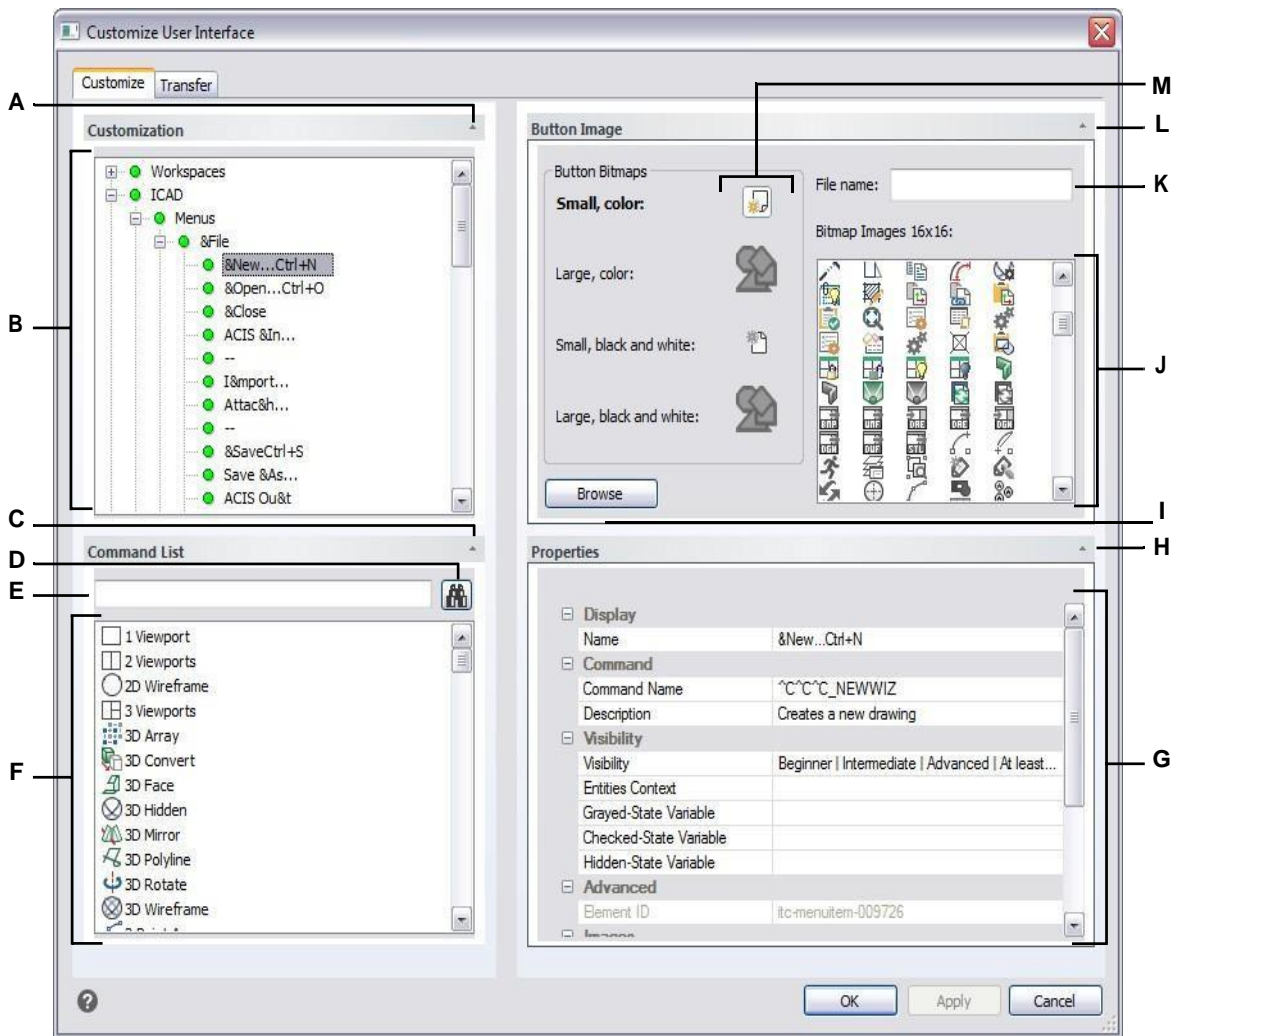 Customize User Interface
Customize
Transfer
A
Customization
B
Workspaces
ICAD
Menus
&File
&New...Ctrl+N
&Open...Ctrl+O
&Close
ACIS &In...
--
I&mport...
Attac&h...
--
&SaveCtrl+S
Save &As...
ACIS Ou&t
C
Command List
D
E
F
1 Viewport
2 Viewports
2D Wireframe
3 Viewports
3D Array
3D Convert
3D Face
3D Hidden
3D Mirror
3D Polyline
3D Rotate
3D Wireframe
M
Button Image
L
Button Bitmaps
Small, color:
Large, color:
Small, black and white:
Large, black and white:
Browse
File name:
K
Bitmap Images 16x16:
J
I
Properties
H
Display
Name &New...Ctrl+N
Command
Command Name ^C^C^C_NEWWIZ
Description Creates a new drawing
Visibility
Visibility Beginner | Intermediate | Advanced | At least...
Entities Context
Grayed-State Variable
Checked-State Variable
Hidden-State Variable
Advanced
Element ID itc-menuitem-009726
G
OK
Apply
Cancel